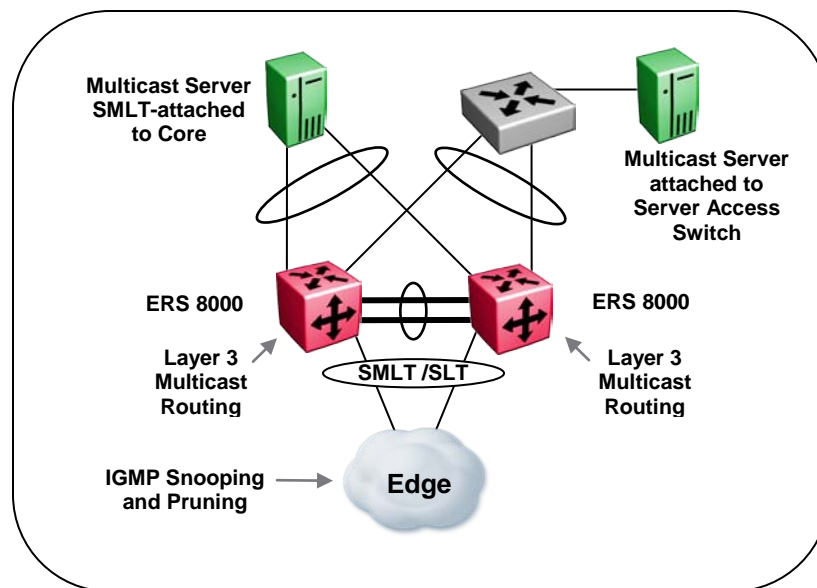 Multicast Server
SMLT-attached
to Core
Multicast Server
attached to
Server Access
Switch
ERS 8000
ERS 8000
Layer 3
Multicast
Routing
Layer 3
Multicast
Routing
SMLT /SLT
IGMP Snooping
and Pruning
Edge